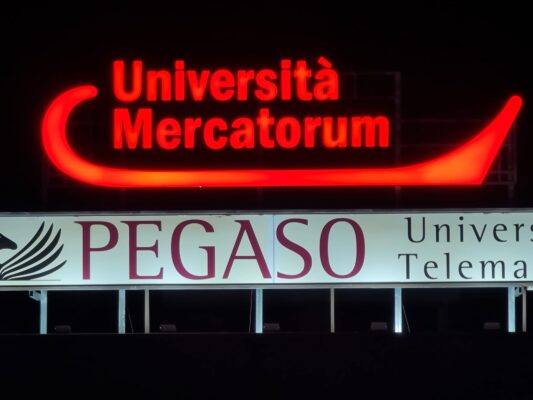 Università
Mercatorum
PEGASO
Univers
Telema